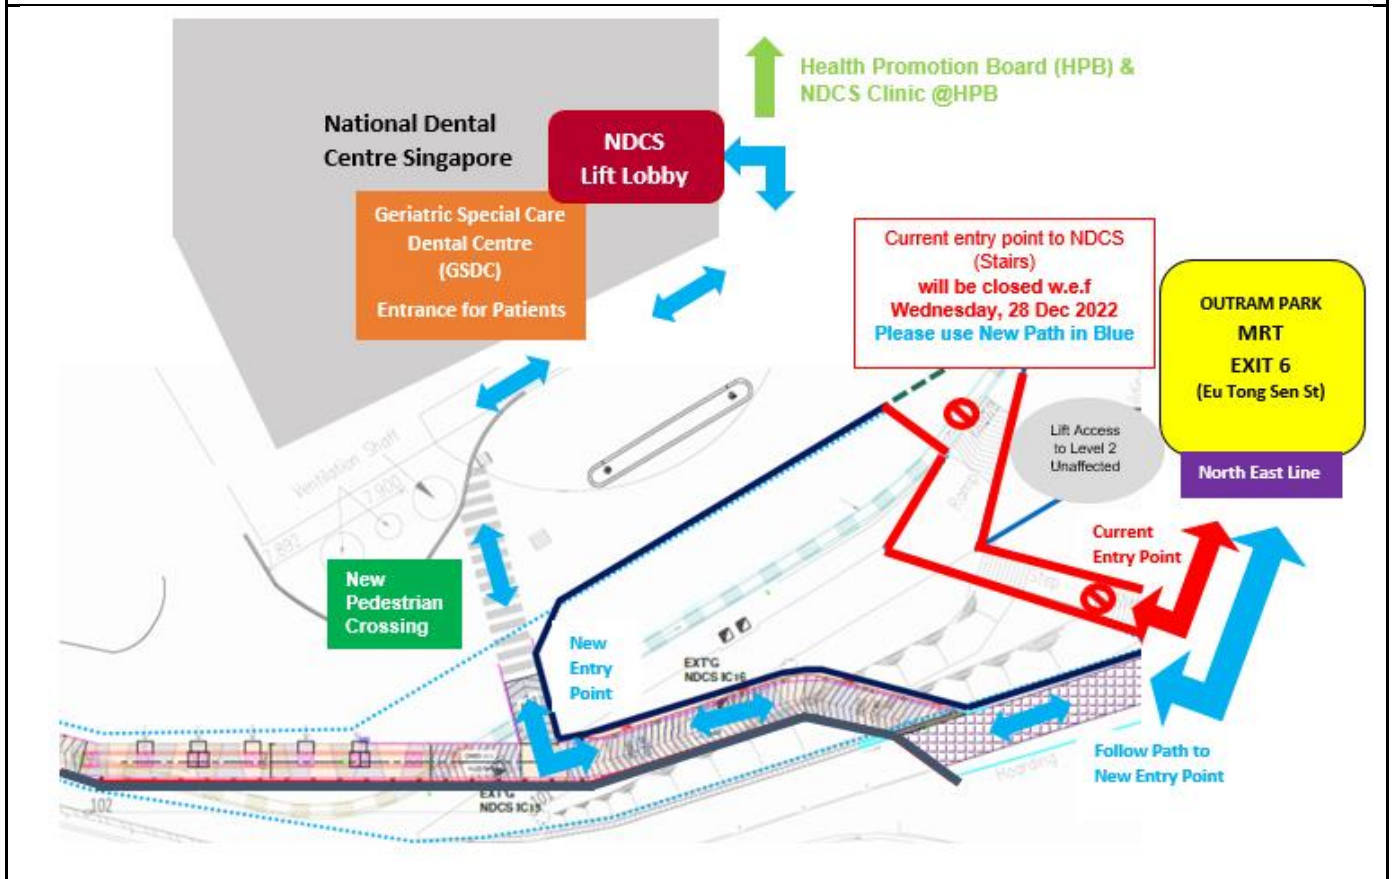 Health Promotion Board (HPB) &
NDCS Clinic @HPB
National Dental
Centre Singapore
NDCS
Lift Lobby
Geriatric Special Care
Dental Centre
(GSDC)
Entrance for Patients
Current entry point to NDCS
(Stairs)
will be closed w.e.f
Wednesday, 28 Dec 2022
Please use New Path in Blue
OUTRAM PARK
MRT
EXIT 6
(Eu Tong Sen St)
North East Line
Lift Access
to Level 2
Unaffected
Ventilation Shaft
Ramp
Current
Entry Point
Step
New
Pedestrian
Crossing
New
Entry
Point
EXT'G
NDCS IC16
Follow Path to
New Entry Point
Hoarding
EXT'G
NDCS IC15
102
101